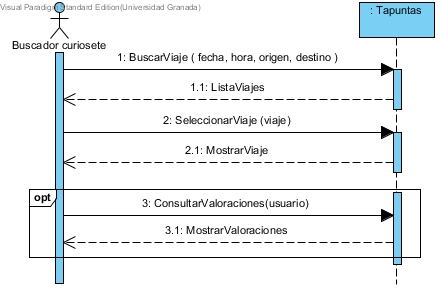 Visual Paradigm Standard Edition(Universidad Granada)
: Tapuntas
Buscador curiosete
1: BuscarViaje ( fecha, hora, origen, destino )
1.1: ListaViajes
2: SeleccionarViaje (viaje)
2.1: MostrarViaje
opt
3: ConsultarValoraciones(usuario)
3.1: MostrarValoraciones